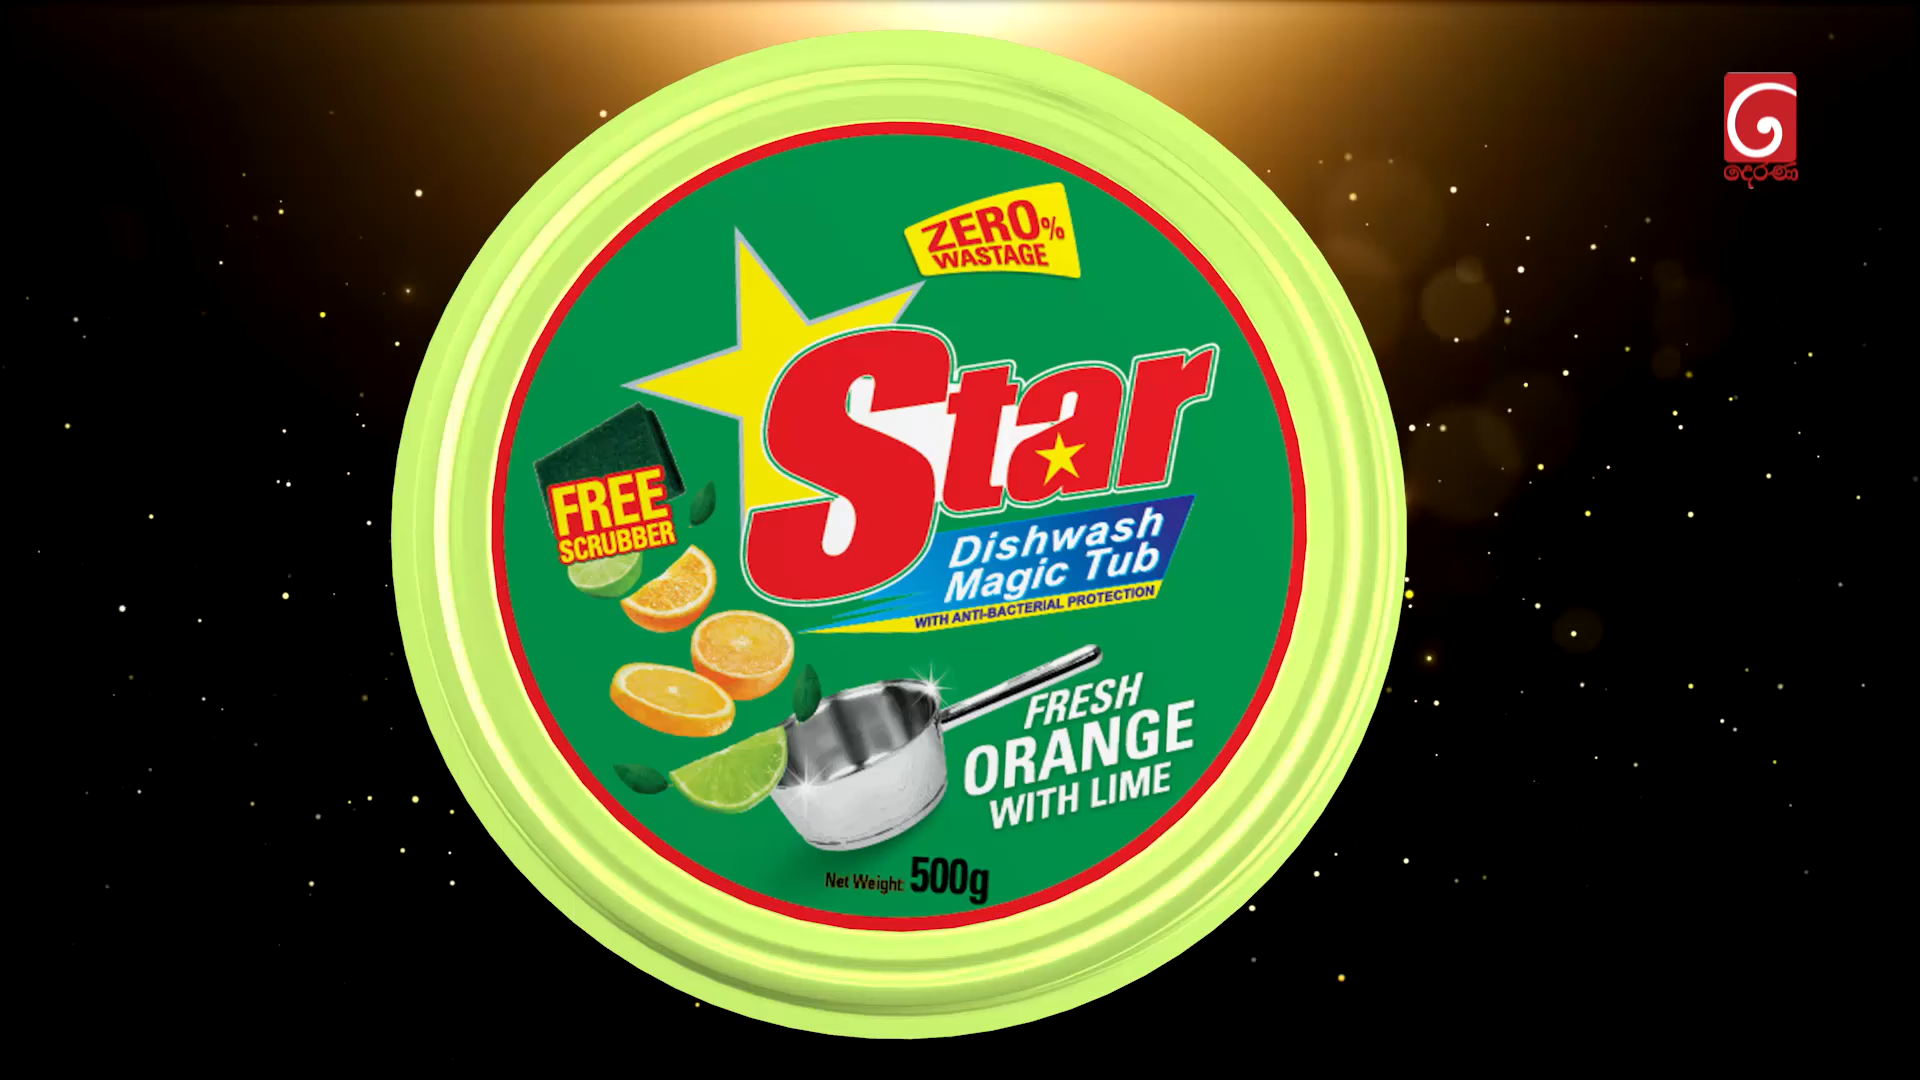 දෙරණ
ZERO%
WASTAGE
Star
FREE
SCRUBBER
Dishwash
Magic Tub
WITH ANTI-BACTERIAL PROTECTION
FRESH
ORANGE
WITH LIME
Net Weight: 500g